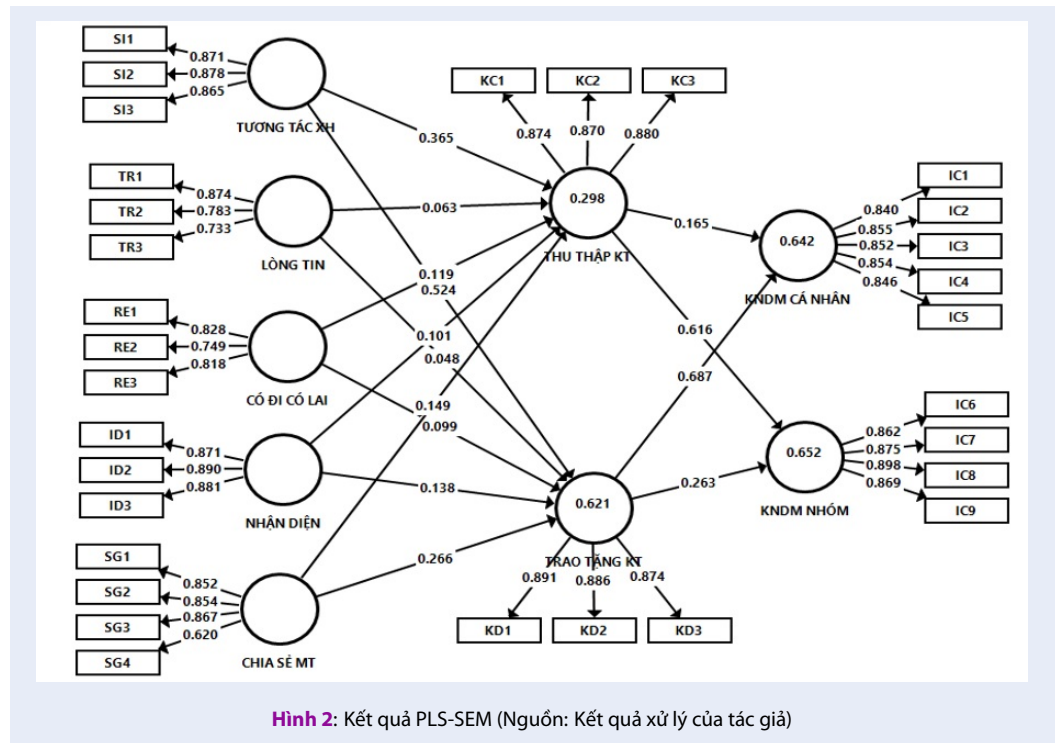 SI1
0.871
SI2
0.878
SI3
0.865
TƯƠNG TÁC XH
TR1
0.874
TR2
0.783
TR3
0.733
LÒNG TIN
RE1
0.828
RE2
0.749
RE3
0.818
CÓ ĐI CÓ LAI
ID1
0.871
ID2
0.890
ID3
0.881
NHẬN DIỆN
SG1
0.852
SG2
0.854
SG3
0.867
SG4
0.620
CHIA SẺ MT
0.365
0.063
0.119
0.524
0.101
0.048
0.149
0.099
0.138
0.266
KC1
KC2
KC3
0.874
0.870
0.880
0.298
THU THẬP KT
0.165
0.616
0.687
0.263
0.621
TRAO TẶNG KT
0.891
0.886
0.874
KD1
KD2
KD3
0.642
KNDM CÁ NHÂN
0.840
0.855
0.852
0.854
0.846
IC1
IC2
IC3
IC4
IC5
0.652
KNDM NHÓM
0.862
0.875
0.898
0.869
IC6
IC7
IC8
IC9
Hình 2: Kết quả PLS-SEM (Nguồn: Kết quả xử lý của tác giả)